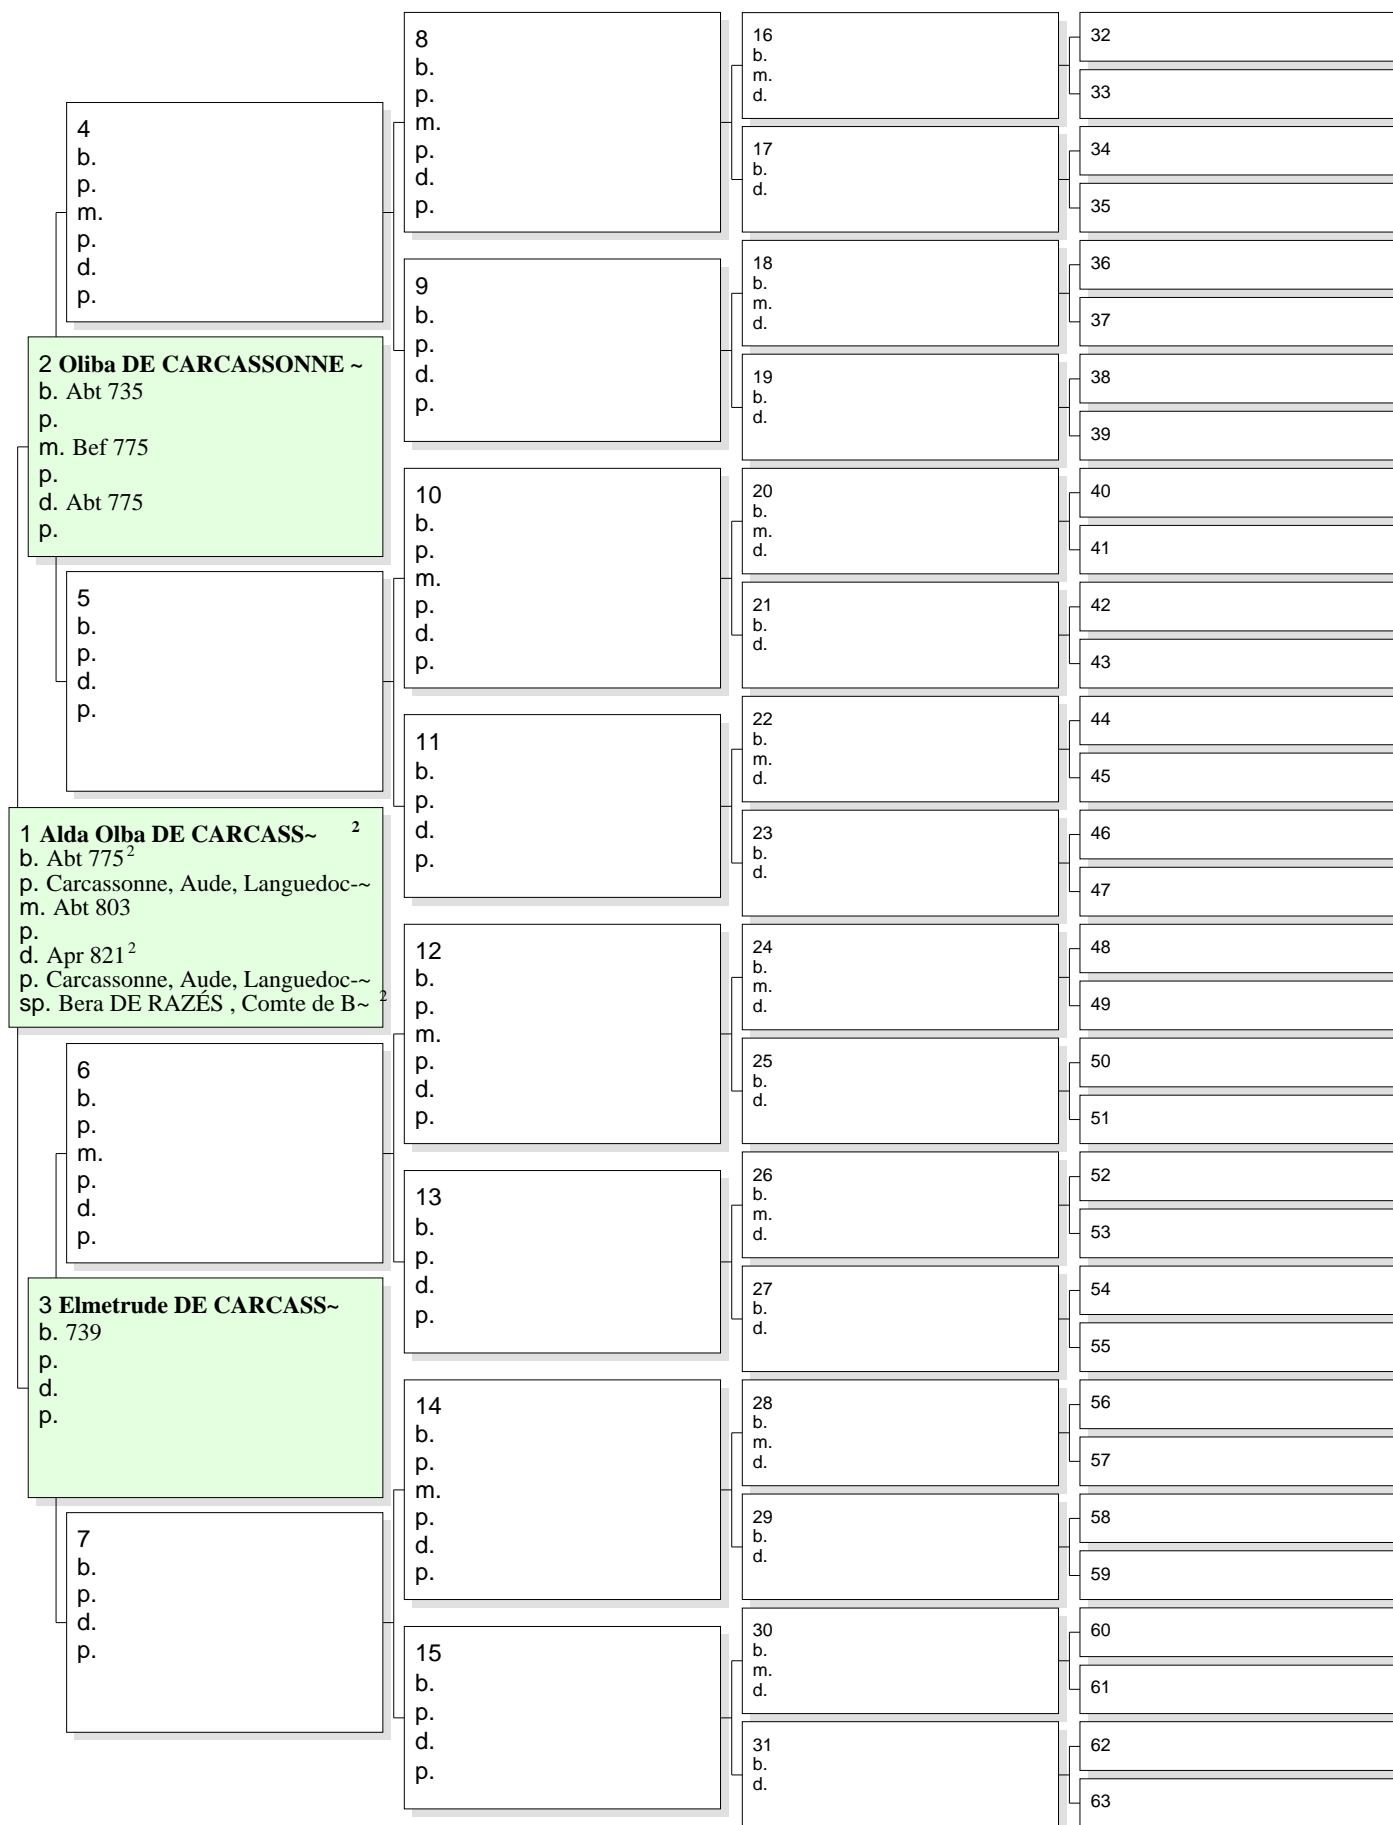 1 Alda Olba DE CARCASS~ 2
b. Abt 775 2
p. Carcassonne, Aude, Languedoc-~
m. Abt 803
p.
d. Apr 821 2
p. Carcassonne, Aude, Languedoc-~
sp. Bera DE RAZÉS , Comte de B~ 2
2 Oliba DE CARCASSONNE ~
b. Abt 735
p.
m. Bef 775
p.
d. Abt 775
p.
3 Elmetrude DE CARCASS~
b. 739
p.
d.
p.
4
b.
p.
m.
p.
d.
p.
5
b.
p.
d.
p.
6
b.
p.
m.
p.
d.
p.
7
b.
p.
d.
p.
8
b.
p.
m.
p.
d.
p.
9
b.
p.
d.
p.
10
b.
p.
m.
p.
d.
p.
11
b.
p.
d.
p.
12
b.
p.
m.
p.
d.
p.
13
b.
p.
d.
p.
14
b.
p.
m.
p.
d.
p.
15
b.
p.
d.
p.
16
b.
m.
d.
17
b.
d.
18
b.
m.
d.
19
b.
d.
20
b.
m.
d.
21
b.
d.
22
b.
m.
d.
23
b.
d.
24
b.
m.
d.
25
b.
d.
26
b.
m.
d.
27
b.
d.
28
b.
m.
d.
29
b.
d.
30
b.
m.
d.
31
b.
d.
32
33
34
35
36
37
38
39
40
41
42
43
44
45
46
47
48
49
50
51
52
53
54
55
56
57
58
59
60
61
62
63